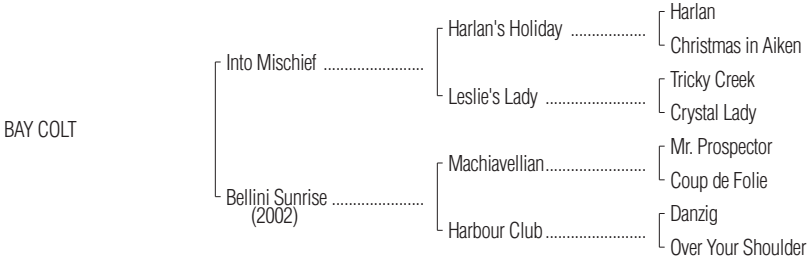 Harlan
Harlan's Holiday ..................
Christmas in Aiken
Into Mischief ........................
Tricky Creek
Leslie's Lady ........................
Crystal Lady
BAY COLT
Mr. Prospector
Machiavellian........................
Coup de Folie
Bellini Sunrise ......................
(2002)
Danzig
Harbour Club........................
Over Your Shoulder